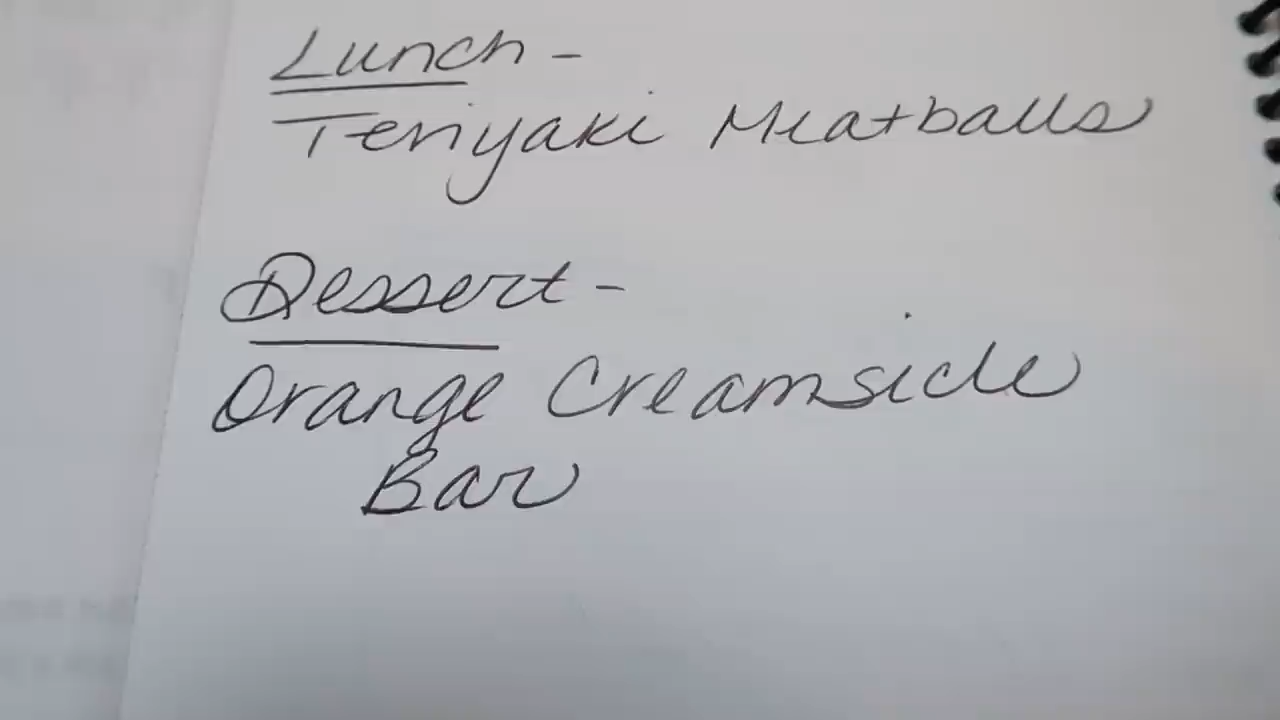 Lunch -
Teriyaki Meatballs
Dessert -
Orange Creamsicle
Bar